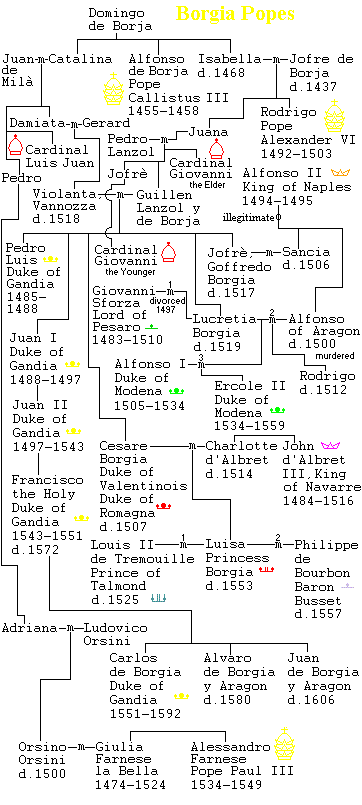 Borgia Popes
Domingo
de Borja
Juan m Catalina
de
Milà
Alfonso
de Borja
Pope
Callistus III
1455-1458
Isabella m Jofre de
d.1468 Borja
d.1437
Damiata m Gerard
Cardinal
Luis Juan
Pedro
Pedro m Juana
Lanzol
Cardinal
Giovanni
the Elder
Rodrigo
Pope
Alexander VI
1492-1503
Jofrè
Violanta m Guillen
Vannozza Lanzol y
d.1518 de Borja
Alfonso II
King of Naples
1494-1495
illegitimate
Pedro
Luis
Duke of
Gandia
1485-
1488
Cardinal
Giovanni
the Younger
Jofrè, m Sancia
Goffredo d.1506
Borgia
d.1517
Giovanni 1 m
Sforza divorced
Lord of 1497
Pesaro
1483-1510
Lucretia 2 m Alfonso
Borgia of Aragon
d.1519 d.1500
murdered
Juan I
Duke of
Gandia
1488-1497
Alfonso I 3 m
Duke of
Modena
1505-1534
Ercole II
Duke of
Modena
1534-1559
Rodrigo
d.1512
Juan II
Duke of
Gandia
1497-1543
Cesare m Charlotte
Borgia d'Albret
Duke of d.1514
Valentinois
Duke of
Romagna
d.1507
John
d'Albret
III, King
of Navarre
1484-1516
Francisco
the Holy
Duke of
Gandia
1543-1551
d.1572
Louis II 1 m Luisa 2 m Philippe
de Tremouille Princess de
Prince of Borgia Bourbon
Talmond d.1553 Baron
d.1525 Busset
d.1557
Adriana m Ludovico
Orsini
Carlos
de Borgia
Duke of
Gandia
1551-1592
Alvaro
de Borgia
y Aragon
d.1580
Juan
de Borgia
y Aragon
d.1606
Orsino m Giulia
Orsini Farnese
d.1500 la Bella
1474-1524
Alessandro
Farnese
Pope Paul III
1534-1549